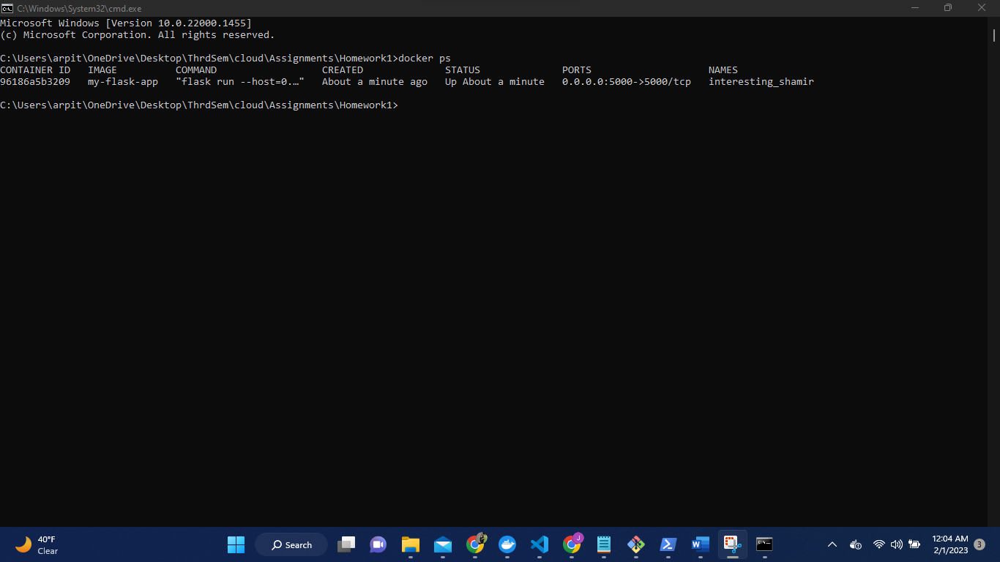 C:\Windows\System32\cmd.exe
Microsoft Windows [Version 10.0.22000.1455]
(c) Microsoft Corporation. All rights reserved.
C:\Users\arpit\OneDrive\Desktop\ThrdSem\cloud\Assignments\Homework1>docker ps
CONTAINER ID   IMAGE          COMMAND                  CREATED              STATUS              PORTS                    NAMES
96186a5b3209   my-flask-app   "flask run --host=0.…"   About a minute ago   Up About a minute   0.0.0.0:5000->5000/tcp   interesting_shamir
C:\Users\arpit\OneDrive\Desktop\ThrdSem\cloud\Assignments\Homework1>
40°F
Clear
Search
J
12:04 AM
2/1/2023
3